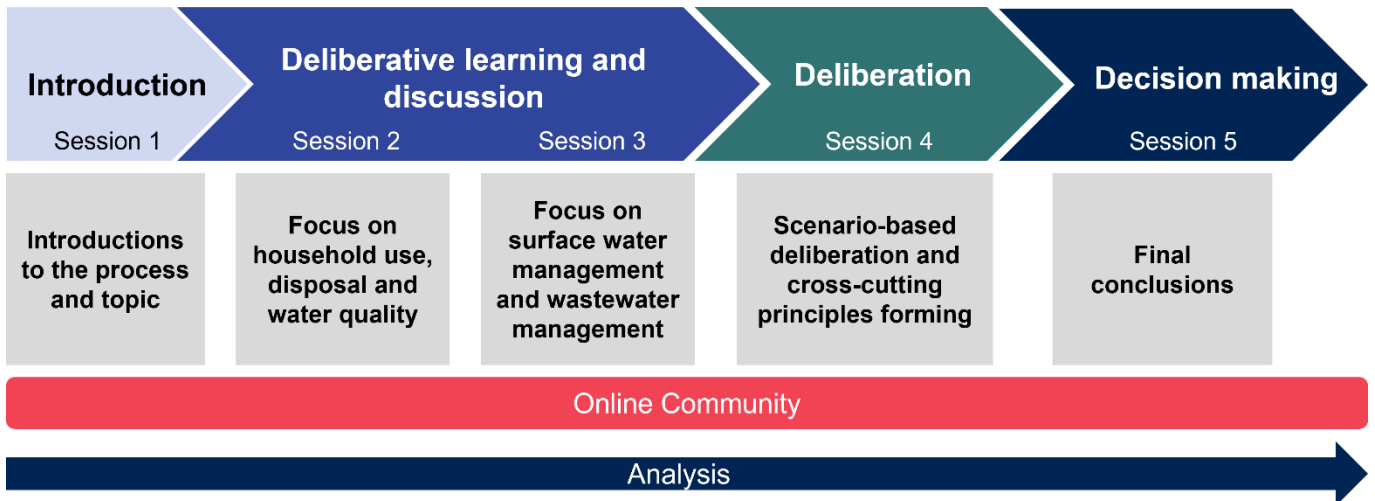 Introduction
Session 1
Deliberative learning and
discussion
Session 2
Session 3
Deliberation
Session 4
Decision making
Session 5
Introductions
to the process
and topic
Focus on
household use,
disposal and
water quality
Focus on
surface water
management
and wastewater
management
Scenario-based
deliberation and
cross-cutting
principles forming
Final
conclusions
Online Community
Analysis